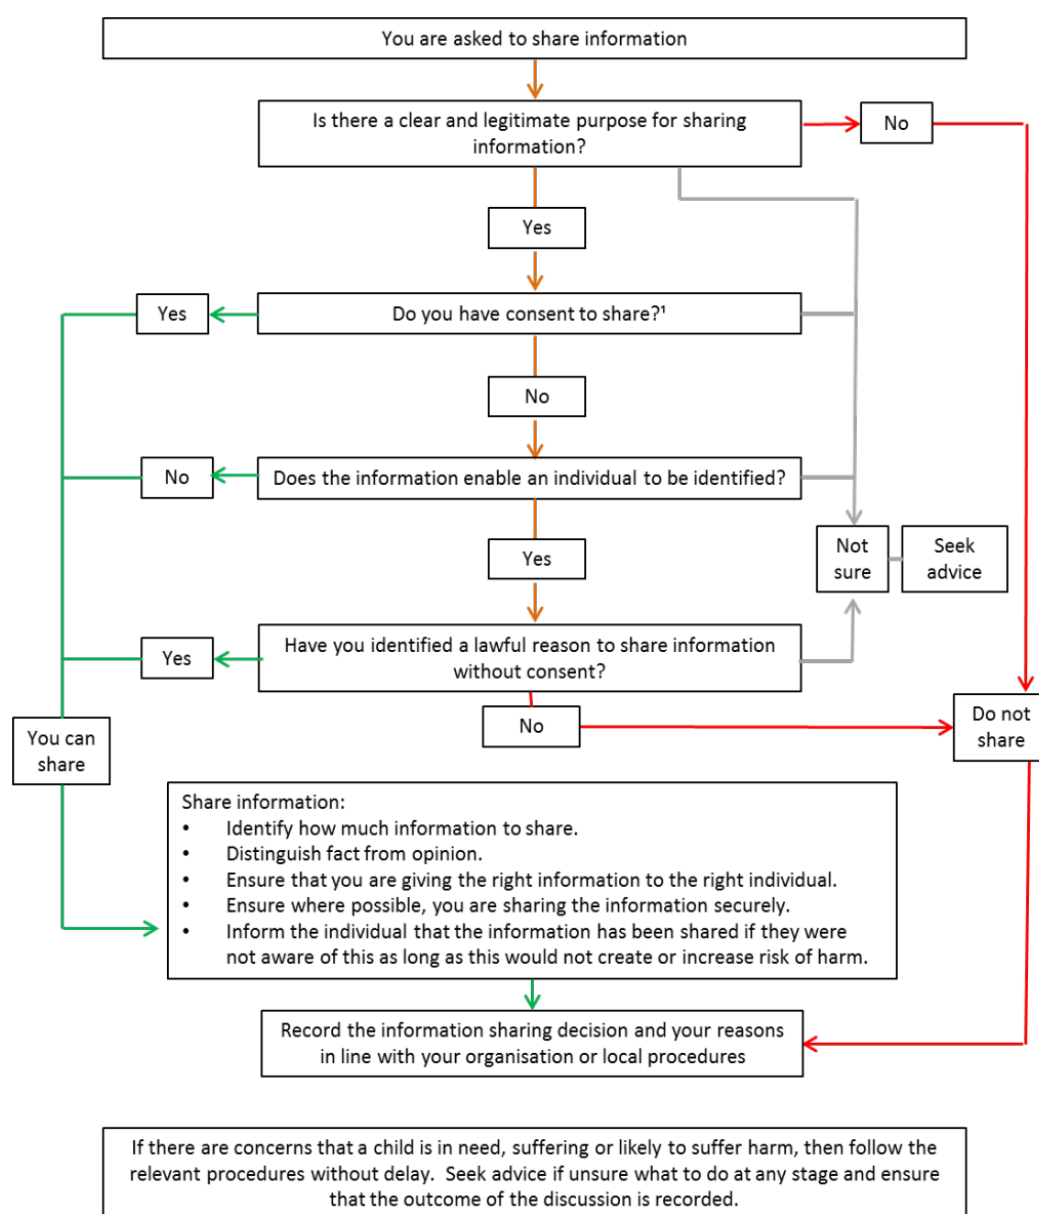 You are asked to share information
Is there a clear and legitimate purpose for sharing
information?
No
Yes
Yes
Do you have consent to share?¹
No
No
Does the information enable an individual to be identified?
Yes
Not
sure
Seek
advice
Yes
Have you identified a lawful reason to share information
without consent?
No
You can
share
Do not
share
Share information:
• Identify how much information to share.
• Distinguish fact from opinion.
• Ensure that you are giving the right information to the right individual.
• Ensure where possible, you are sharing the information securely.
• Inform the individual that the information has been shared if they were
not aware of this as long as this would not create or increase risk of harm.
Record the information sharing decision and your reasons
in line with your organisation or local procedures
If there are concerns that a child is in need, suffering or likely to suffer harm, then follow the
relevant procedures without delay.  Seek advice if unsure what to do at any stage and ensure
that the outcome of the discussion is recorded.